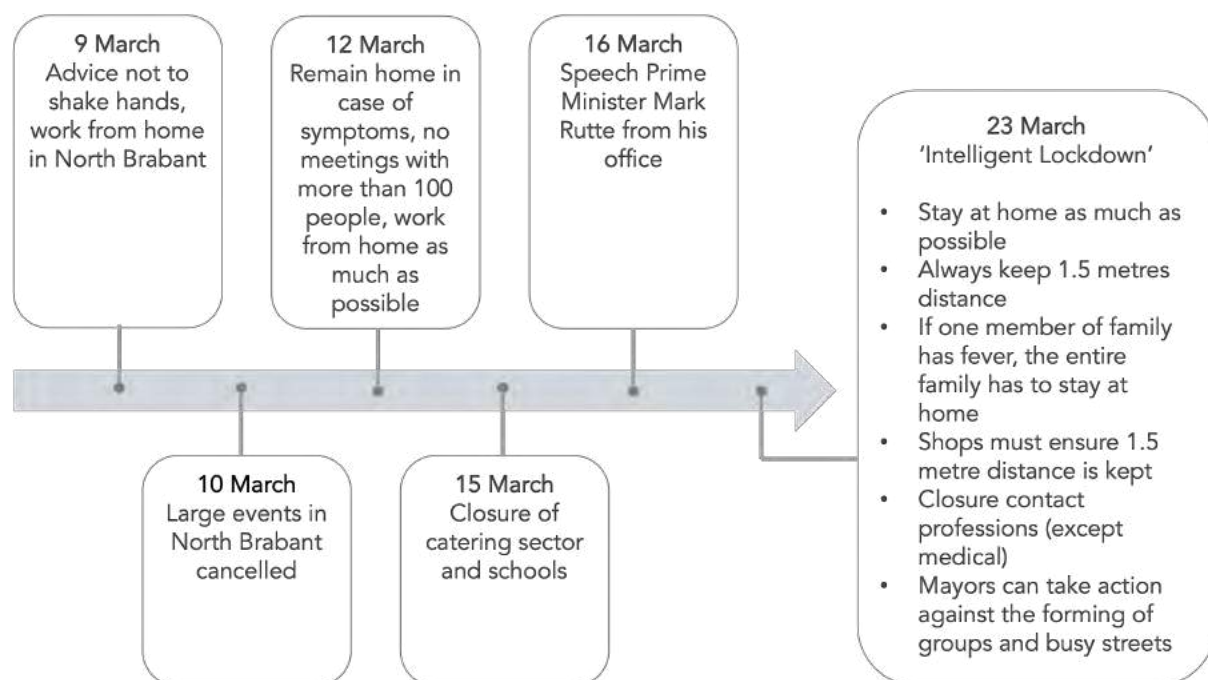 9 March
Advice not to
shake hands,
work from home
in North Brabant
10 March
Large events in
North Brabant
cancelled
12 March
Remain home in
case of
symptoms, no
meetings with
more than 100
people, work
from home as
much as
possible
15 March
Closure of
catering sector
and schools
16 March
Speech Prime
Minister Mark
Rutte from his
office
23 March
'Intelligent Lockdown'
• Stay at home as much as
possible
• Always keep 1.5 metres
distance
• If one member of family
has fever, the entire
family has to stay at
home
• Shops must ensure 1.5
metre distance is kept
• Closure contact
professions (except
medical)
• Mayors can take action
against the forming of
groups and busy streets